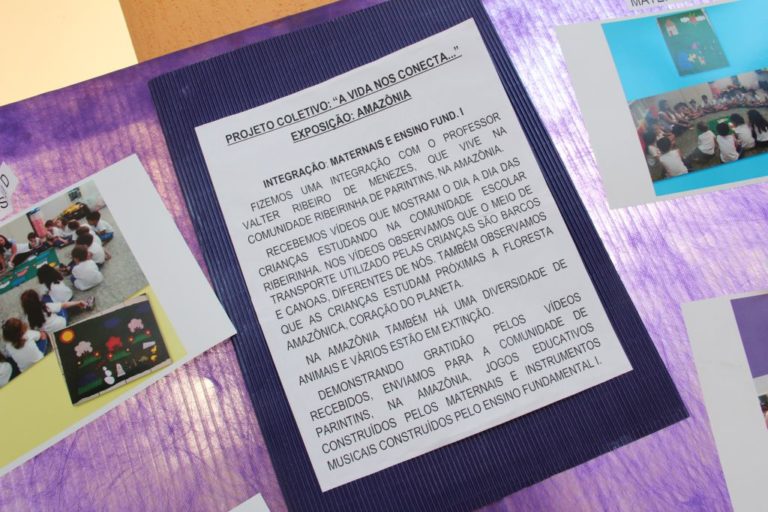 PROJETO COLETIVO: "A VIDA NOS CONECTA..."
EXPOSIÇÃO: AMAZÔNIA
INTEGRAÇÃO: MATERNAIS E ENSINO FUND. I
FIZEMOS UMA INTEGRAÇÃO COM O PROFESSOR
VALTER RIBEIRO DE MENEZES, QUE VIVE NA
COMUNIDADE RIBEIRINHA DE PARINTINS, NA AMAZÔNIA.
RECEBEMOS VÍDEOS QUE MOSTRAM O DIA A DIA DAS
CRIANÇAS ESTUDANDO NA COMUNIDADE ESCOLAR
RIBEIRINHA. NOS VÍDEOS OBSERVAMOS QUE O MEIO DE
TRANSPORTE UTILIZADO PELAS CRIANÇAS SÃO BARCOS
E CANOAS, DIFERENTES DE NÓS. TAMBÉM OBSERVAMOS
QUE AS CRIANÇAS ESTUDAM PRÓXIMAS A FLORESTA
AMAZÔNICA, CORAÇÃO DO PLANETA.
NA AMAZÔNIA TAMBÉM HÁ UMA DIVERSIDADE DE
ANIMAIS E VÁRIOS ESTÃO EM EXTINÇÃO.
DEMONSTRANDO GRATIDÃO PELOS VÍDEOS
RECEBIDOS, ENVIAMOS PARA A COMUNIDADE DE
PARINTINS, NA AMAZÔNIA, JOGOS EDUCATIVOS
CONSTRUÍDOS PELOS MATERNAIS E INSTRUMENTOS
MUSICAIS CONSTRUÍDOS PELO ENSINO FUNDAMENTAL I.